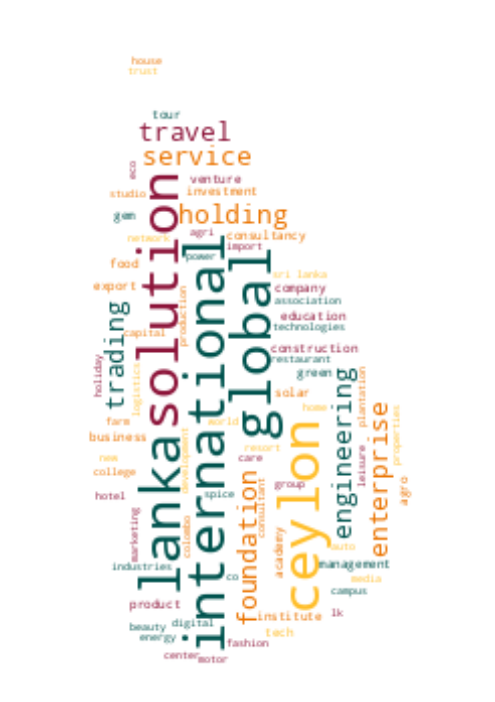 house
trust
tour
travel
service
eco
venture
studio
investment
gem
holding
solution
agri
consultancy
network
import
power
food
sri lanka
export
company
association
production
trading
education
technologies
capital
international
global
construction
restaurant
holiday
green
logistics
solar
engineering
plantation
home
farm
world
enterprise
properties
business
lanka
development
ceylon
resort
leisure
new
care
college
foundation
consultant
group
agro
hotel
spice
marketing
colombo
academy
auto
industries
management
co
media
campus
product
lk
institute
beauty
digital
tech
energy
fashion
center
motor